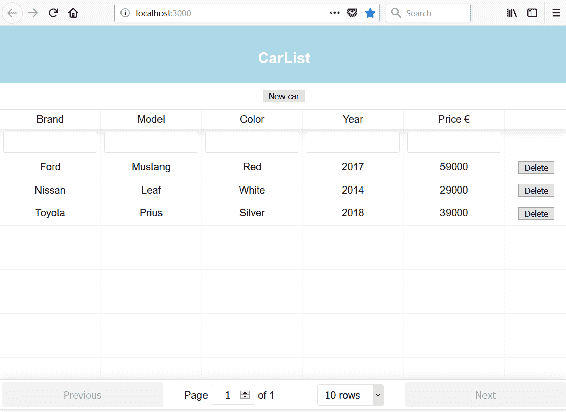 localhost:3000
Search
CarList
New car
Brand Model Color Year Price €
Ford Mustang Red 2017 59000 Delete
Nissan Leaf White 2014 29000 Delete
Toyota Prius Silver 2018 39000 Delete
Previous Page 1 of 1 10 rows Next